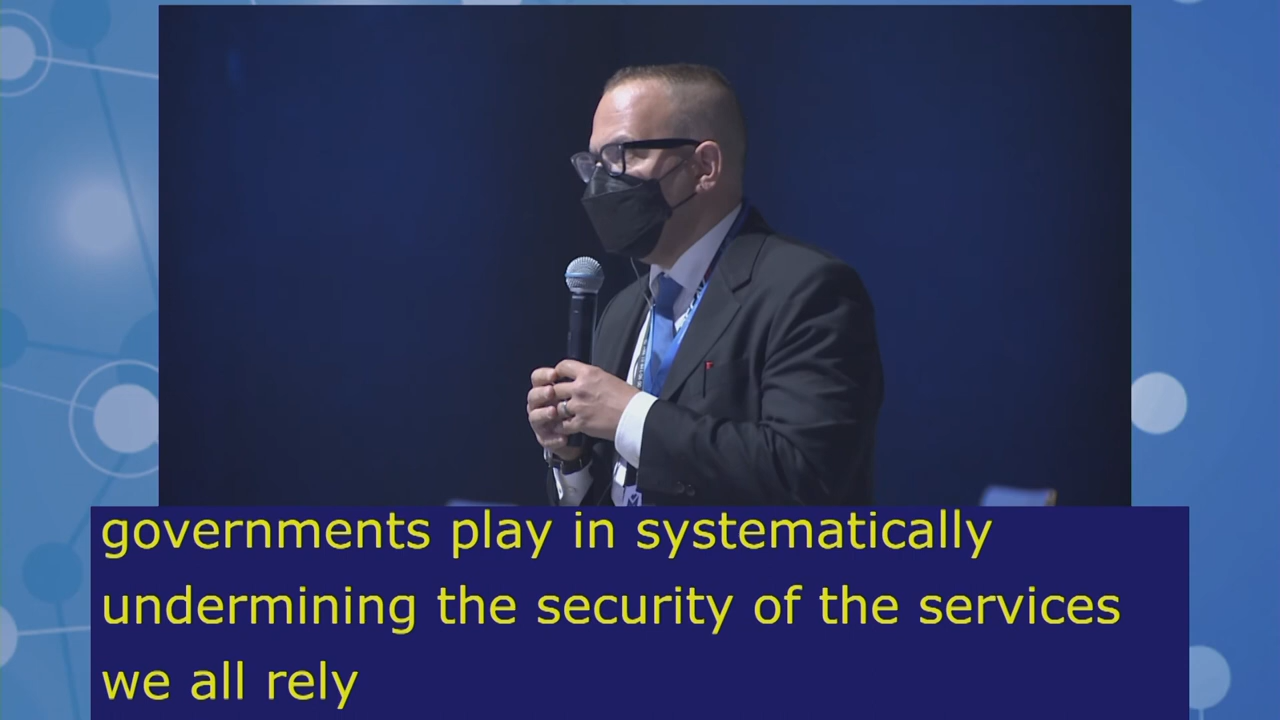 governments play in systematically
undermining the security of the services
we all rely